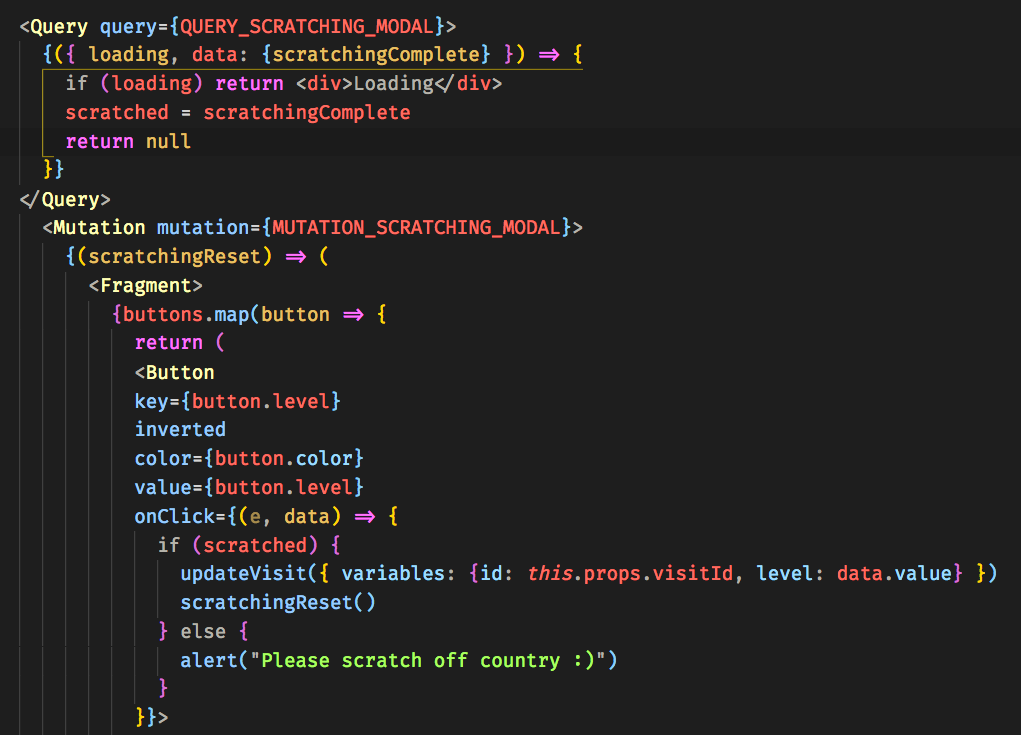 <Query query={QUERY_SCRATCHING_MODAL}>
  {({ loading, data: {scratchingComplete} }) => {
    if (loading) return <div>Loading</div>
    scratched = scratchingComplete
    return null
  }}
</Query>
  <Mutation mutation={MUTATION_SCRATCHING_MODAL}>
    {(scratchingReset) => (
      <Fragment>
        {buttons.map(button => {
          return (
          <Button
          key={button.level}
          inverted
          color={button.color}
          value={button.level}
          onClick={(e, data) => {
            if (scratched) {
              updateVisit({ variables: {id: this.props.visitId, level: data.value} })
              scratchingReset()
            } else {
              alert("Please scratch off country :)")
            }
          }}>